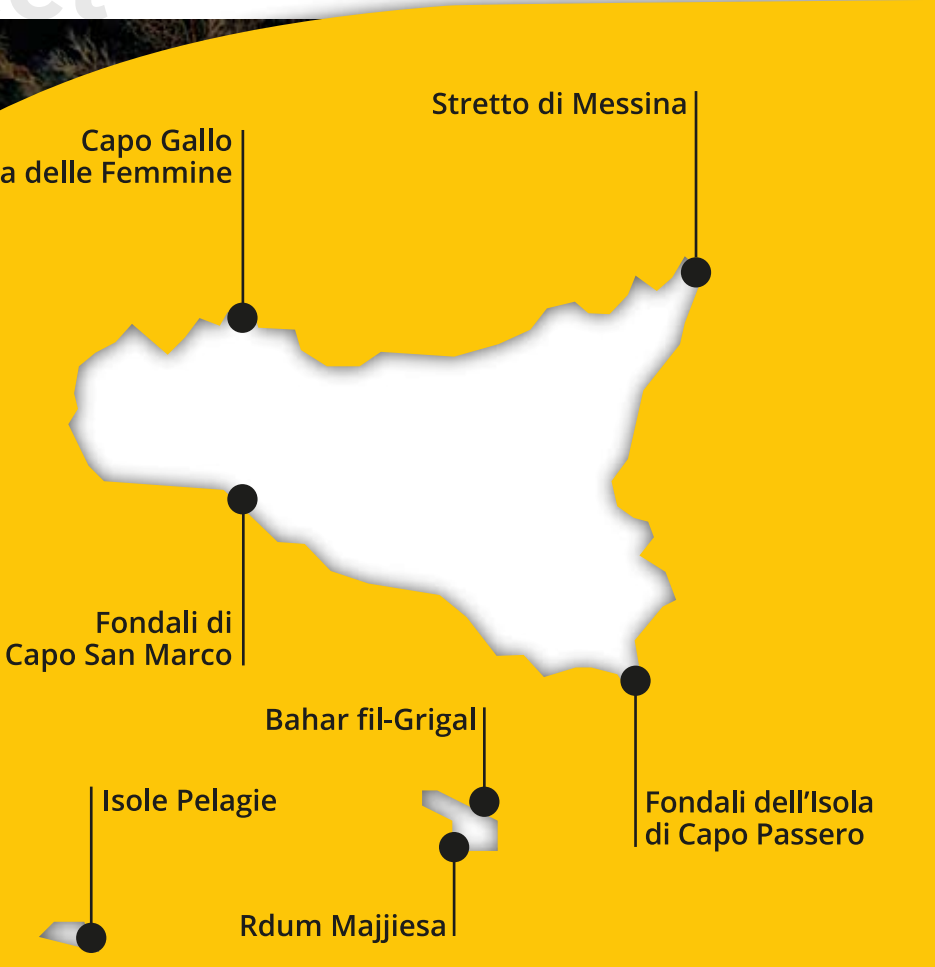 Stretto di Messina
Capo Gallo
a delle Femmine
Fondali di
Capo San Marco
Bahar fil-Grigal
Isole Pelagie
Fondali dell'Isola
di Capo Passero
Rdum Majjiesa